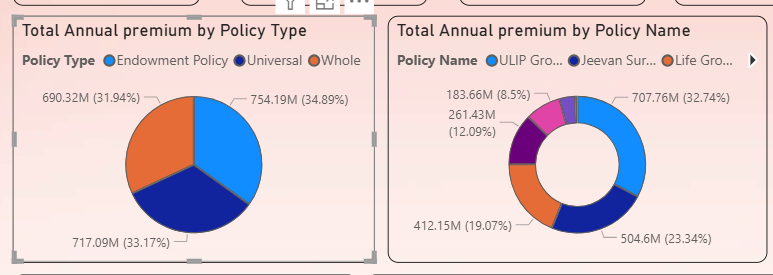 Total Annual premium by Policy Type
Policy Type Endowment Policy Universal Whole
690.32M (31.94%)
754.19M (34.89%)
717.09M (33.17%)
Total Annual premium by Policy Name
Policy Name ULIP Gro... Jeevan Sur... Life Gro...
183.66M (8.5%)
707.76M (32.74%)
261.43M
(12.09%)
412.15M (19.07%)
504.6M (23.34%)